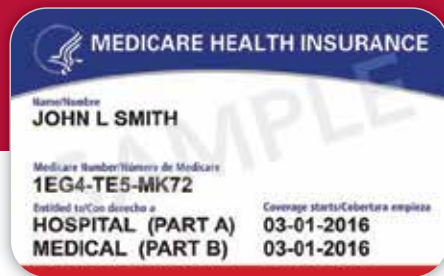 MEDICARE HEALTH INSURANCE
SAMPLE
Name/Nombre
JOHN L SMITH
Medicare Number/Número de Medicare
1EG4-TE5-MK72
Entitled to/Con derecho a Coverage starts/Cobertura empieza
HOSPITAL (PART A) 03-01-2016
MEDICAL (PART B) 03-01-2016